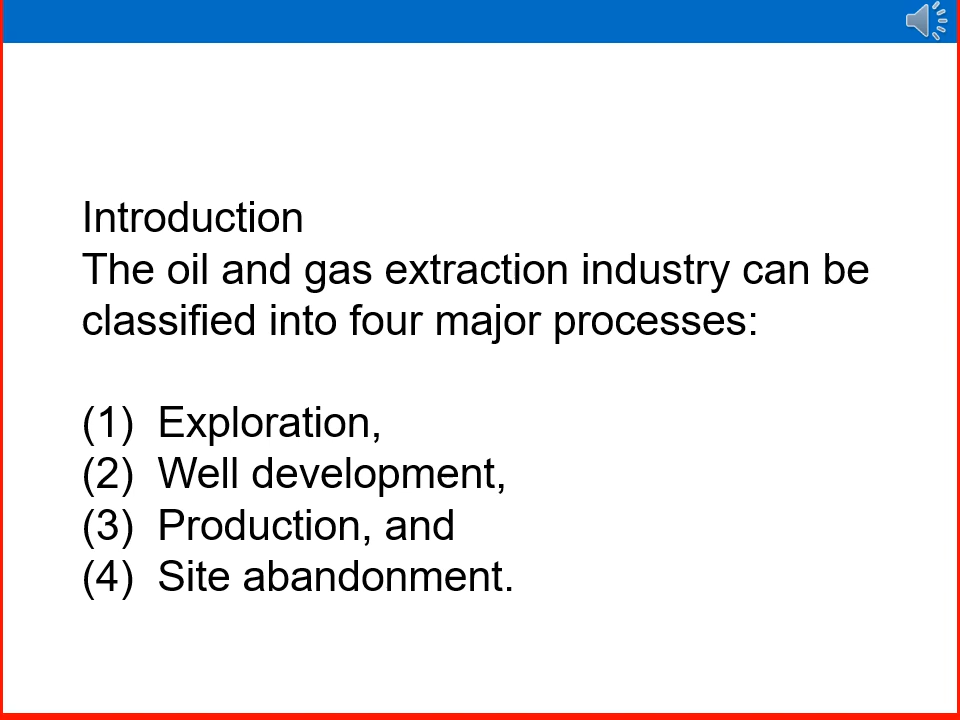 Introduction
The oil and gas extraction industry can be
classified into four major processes:
(1) Exploration,
(2) Well development,
(3) Production, and
(4) Site abandonment.